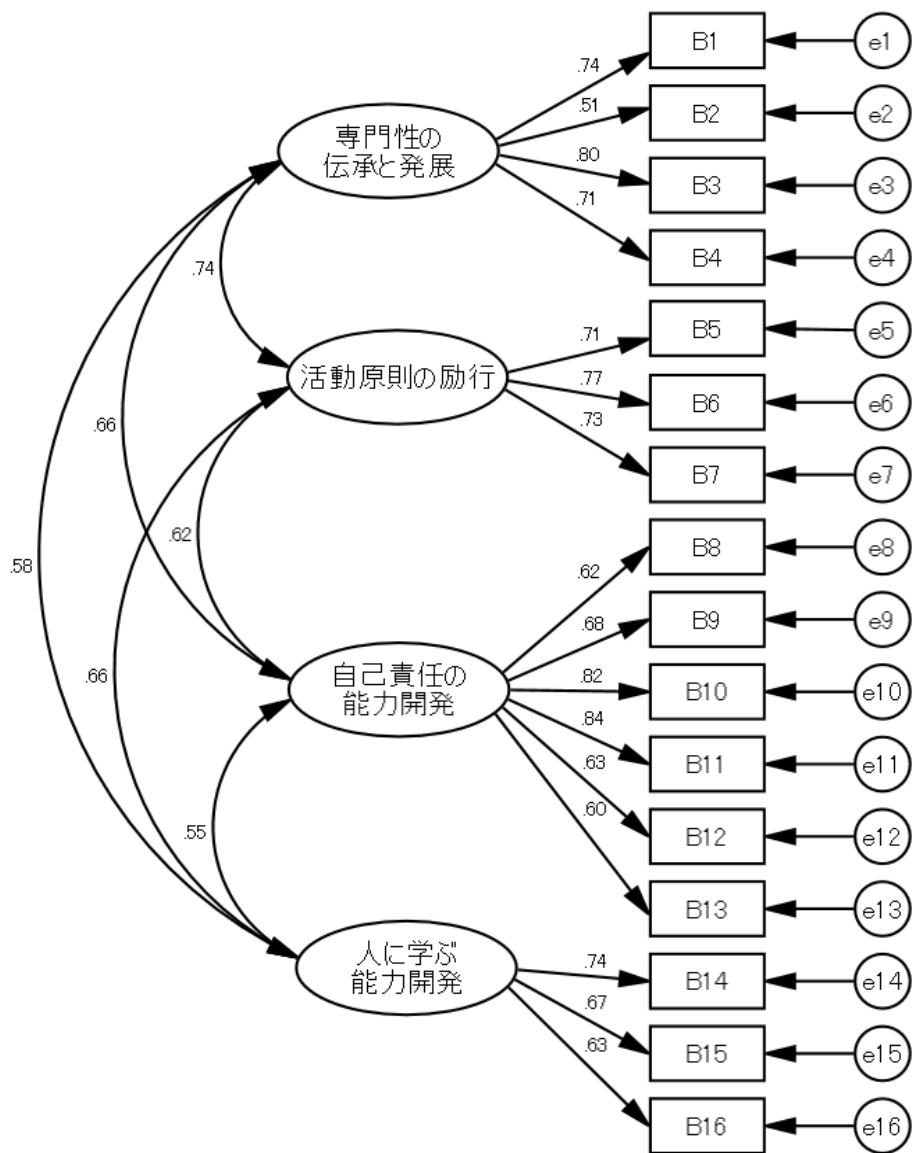 B1
e1
.74
.51
B2
e2
専門性の
伝承と発展
.80
B3
e3
.71
B4
e4
.74
.71
B5
e5
活動原則の励行
.77
B6
e6
.73
B7
e7
.66
.62
B8
e8
.58
.62
.68
B9
e9
自己責任の
能力開発
.66
.82
B10
e10
.84
B11
e11
.63
B12
e12
.60
.55
B13
e13
人に学ぶ
能力開発
.74
B14
e14
.67
B15
e15
.63
B16
e16